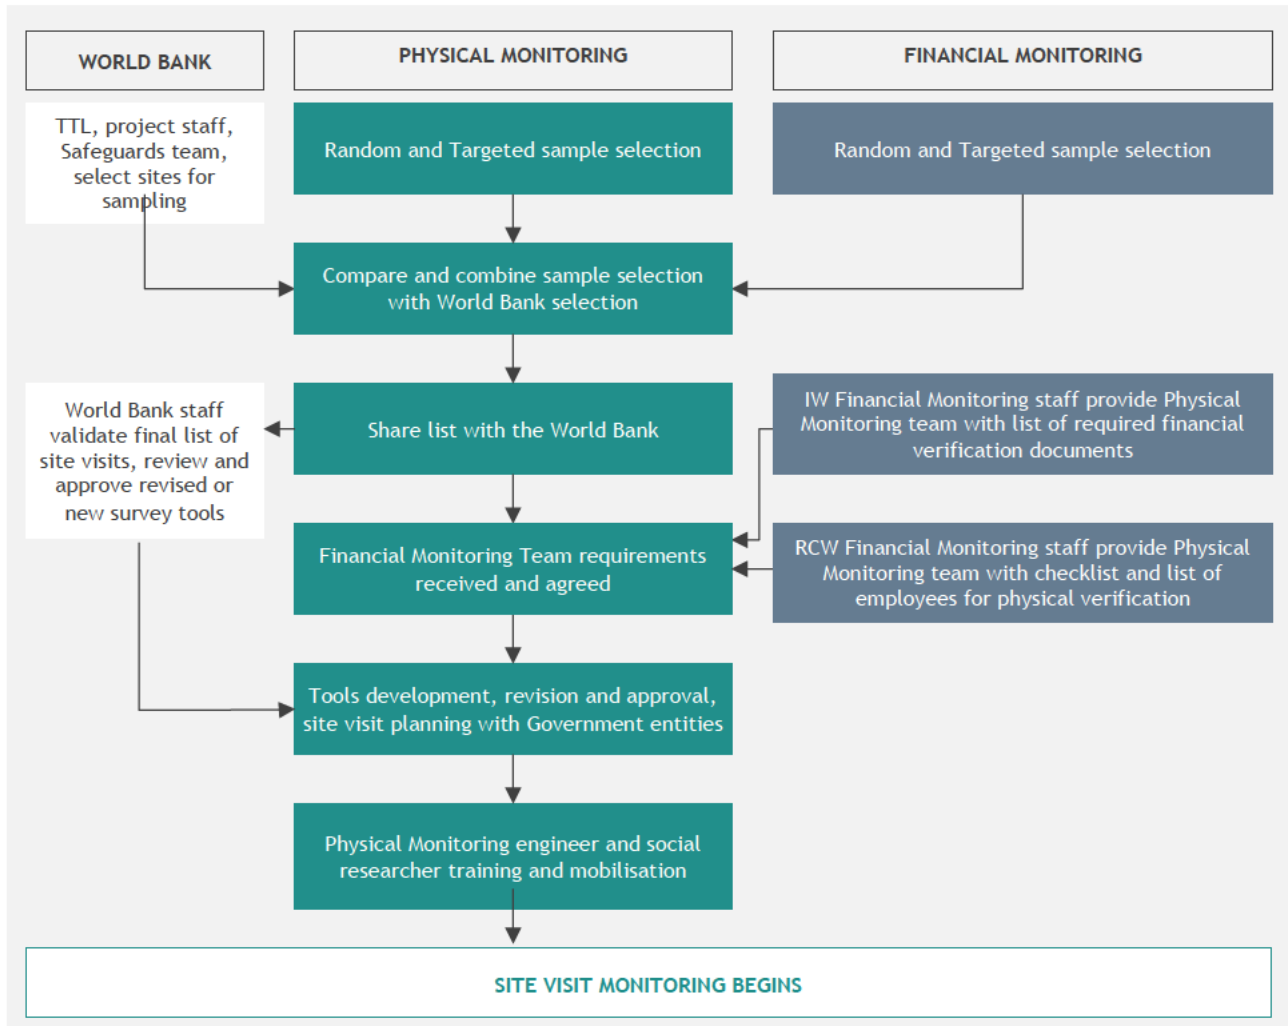 WORLD BANK
PHYSICAL MONITORING
FINANCIAL MONITORING
TTL, project staff,
Safeguards team,
select sites for
sampling
Random and Targeted sample selection
Random and Targeted sample selection
Compare and combine sample selection
with World Bank selection
World Bank staff
validate final list of
site visits, review and
approve revised or
new survey tools
Share list with the World Bank
IW Financial Monitoring staff provide Physical
Monitoring team with list of required financial
verification documents
Financial Monitoring Team requirements
received and agreed
RCW Financial Monitoring staff provide Physical
Monitoring team with checklist and list of
employees for physical verification
Tools development, revision and approval,
site visit planning with Government entities
Physical Monitoring engineer and social
researcher training and mobilisation
SITE VISIT MONITORING BEGINS